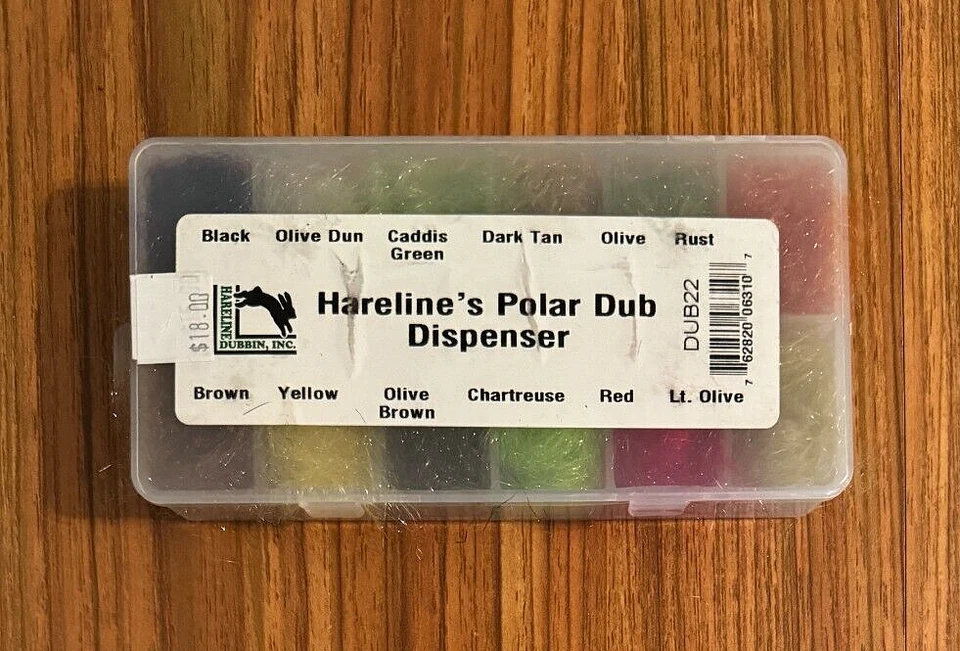 Black Olive Dun Caddis Green Dark Tan Olive Rust
$18.00
HARELINE
DUBBIN, INC.
Hareline's Polar Dub
Dispenser
DUB22
7 62820 06310 7
Brown Yellow Olive Brown Chartreuse Red Lt. Olive